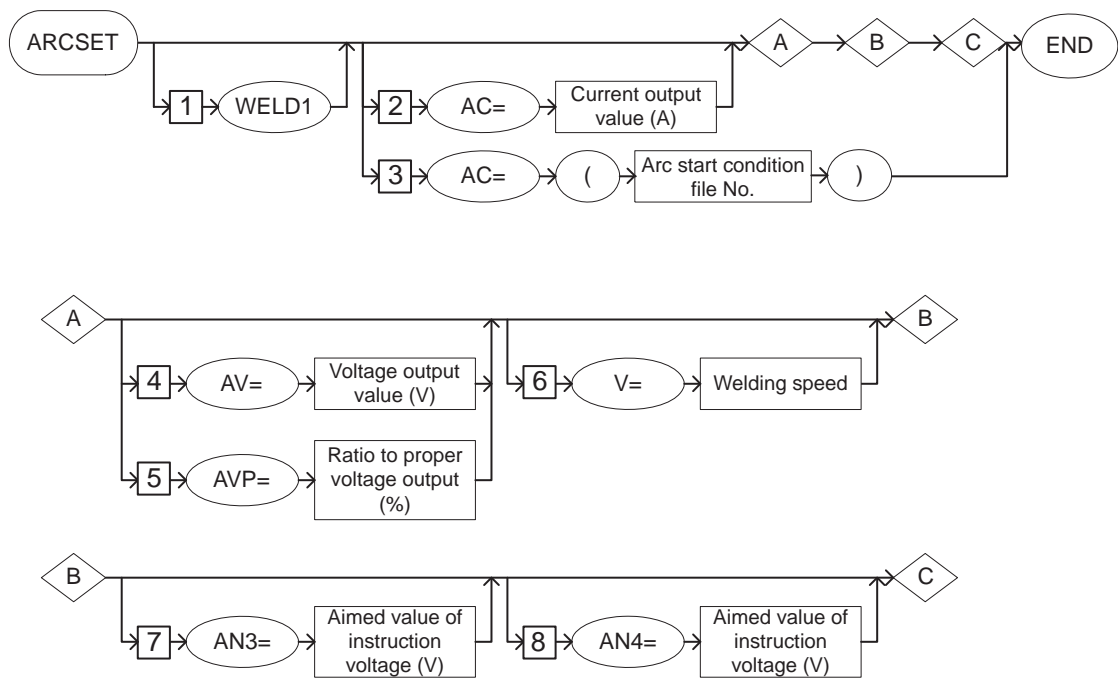 ARCSET
A
B
C
END
1
WELD1
2
AC=
Current output
value (A)
3
AC=
(
Arc start condition
file No.
)
A
B
4
AV=
Voltage output
value (V)
6
V=
Welding speed
5
AVP=
Ratio to proper
voltage output
(%)
B
C
7
AN3=
Aimed value of
instruction
voltage (V)
8
AN4=
Aimed value of
instruction
voltage (V)